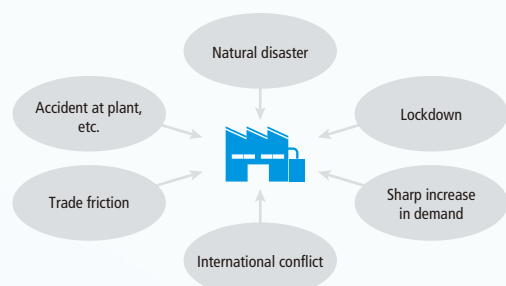 Natural disaster
Accident at plant,
etc.
Lockdown
Trade friction
Sharp increase
in demand
International conflict